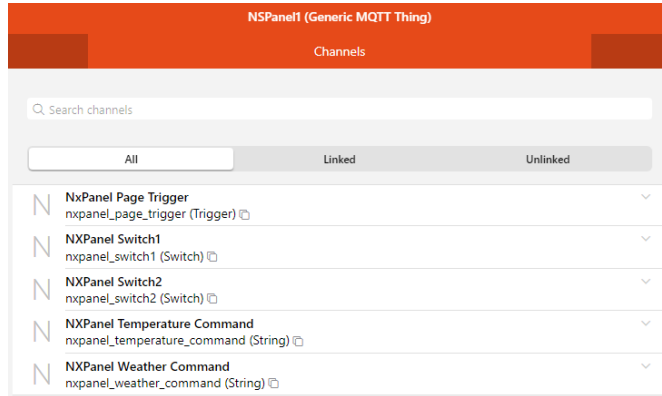 NSPanel1 (Generic MQTT Thing)
Channels
Search channels
All Linked Unlinked
N NxPanel Page Trigger
nxpanel_page_trigger (Trigger)
N NXPanel Switch1
nxpanel_switch1 (Switch)
N NXPanel Switch2
nxpanel_switch2 (Switch)
N NXPanel Temperature Command
nxpanel_temperature_command (String)
N NXPanel Weather Command
nxpanel_weather_command (String)